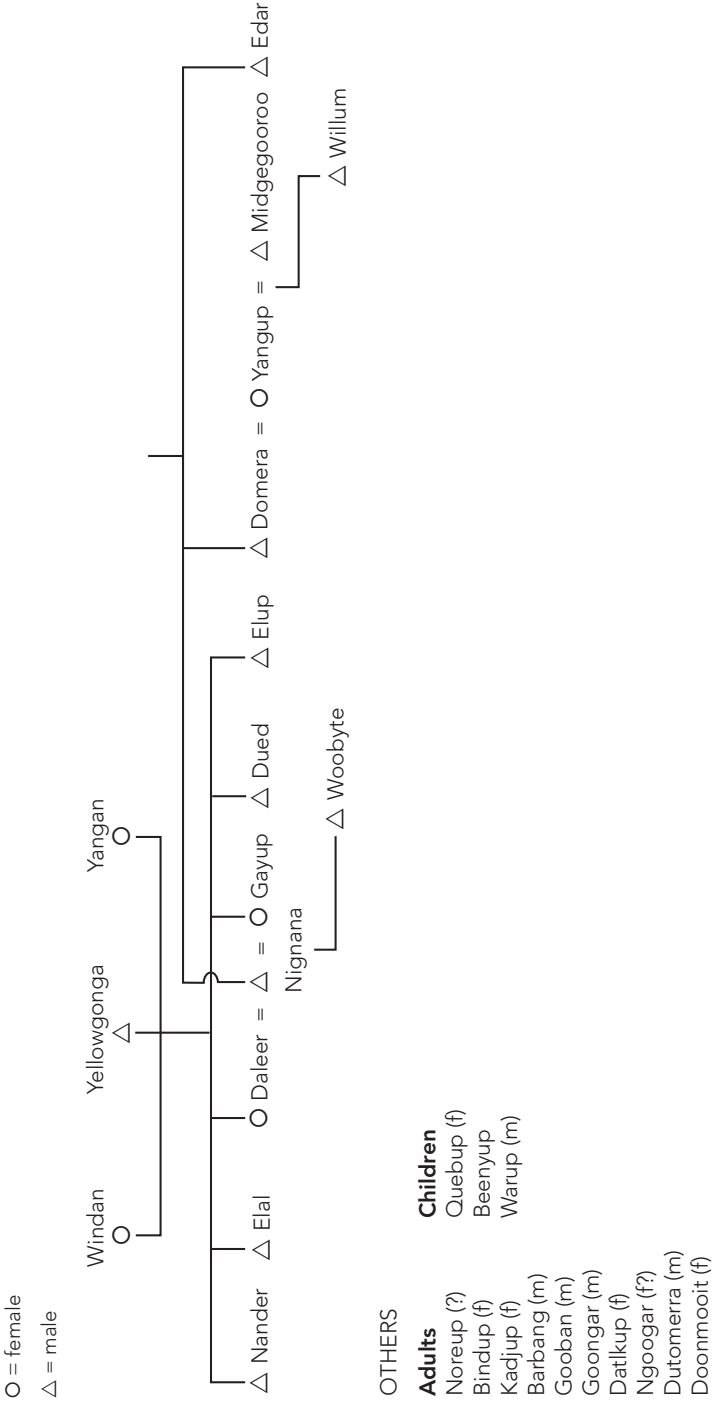 O = female
△ = male
Windan
Yellowgonga
Yangan
△ Nander
△ Elal
O Daleer = △ = O Gayup
△ Dued
△ Elup
△ Domera = O Yangup = △ Midgegooroo
△ Edar
Nignana
△ Woobyte
△ Willum
OTHERS
Adults
Noreup (?)
Bindup (f)
Kadjup (f)
Barbang (m)
Gooban (m)
Goongar (m)
Datlkup (f)
Ngoogar (f?)
Dutomerra (m)
Doonmooit (f)
Children
Quebup (f)
Beenyup
Warup (m)